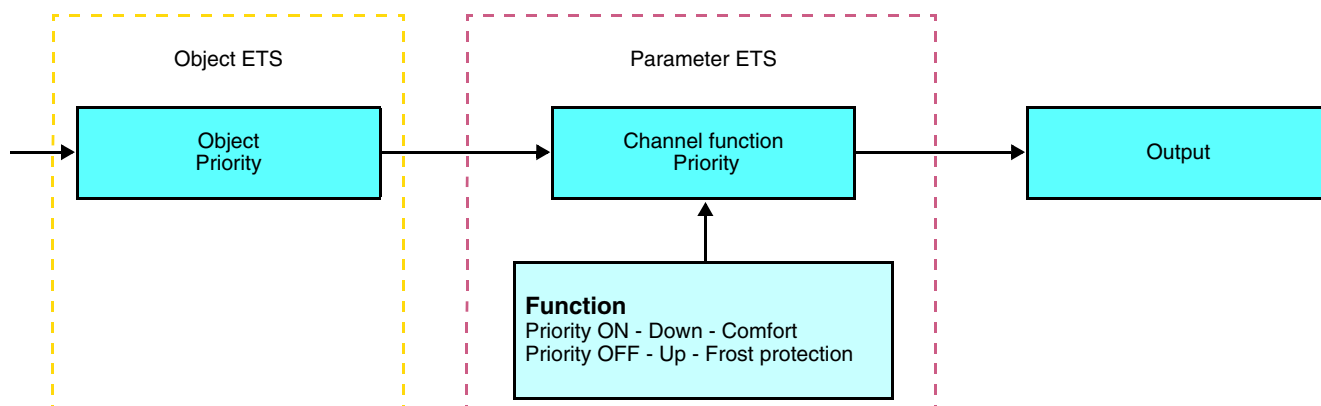 Object ETS
Parameter ETS
Object
Priority
Channel function
Priority
Output
Function
Priority ON - Down - Comfort
Priority OFF - Up - Frost protection